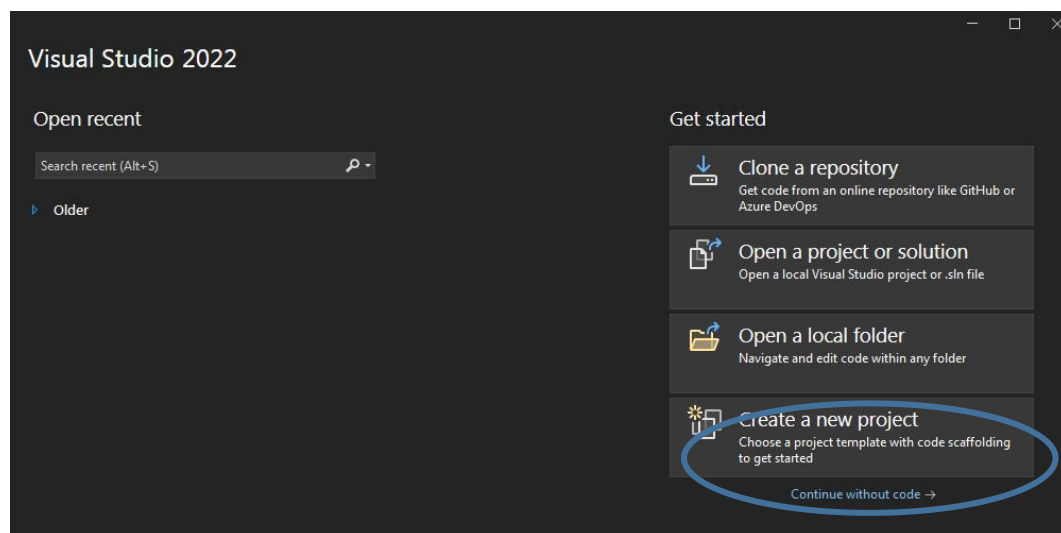 Visual Studio 2022
Open recent
Search recent (Alt+S)
Older
Get started
Clone a repository
Get code from an online repository like GitHub or
Azure DevOps
Open a project or solution
Open a local Visual Studio project or .sln file
Open a local folder
Navigate and edit code within any folder
Create a new project
Choose a project template with code scaffolding
to get started
Continue without code →